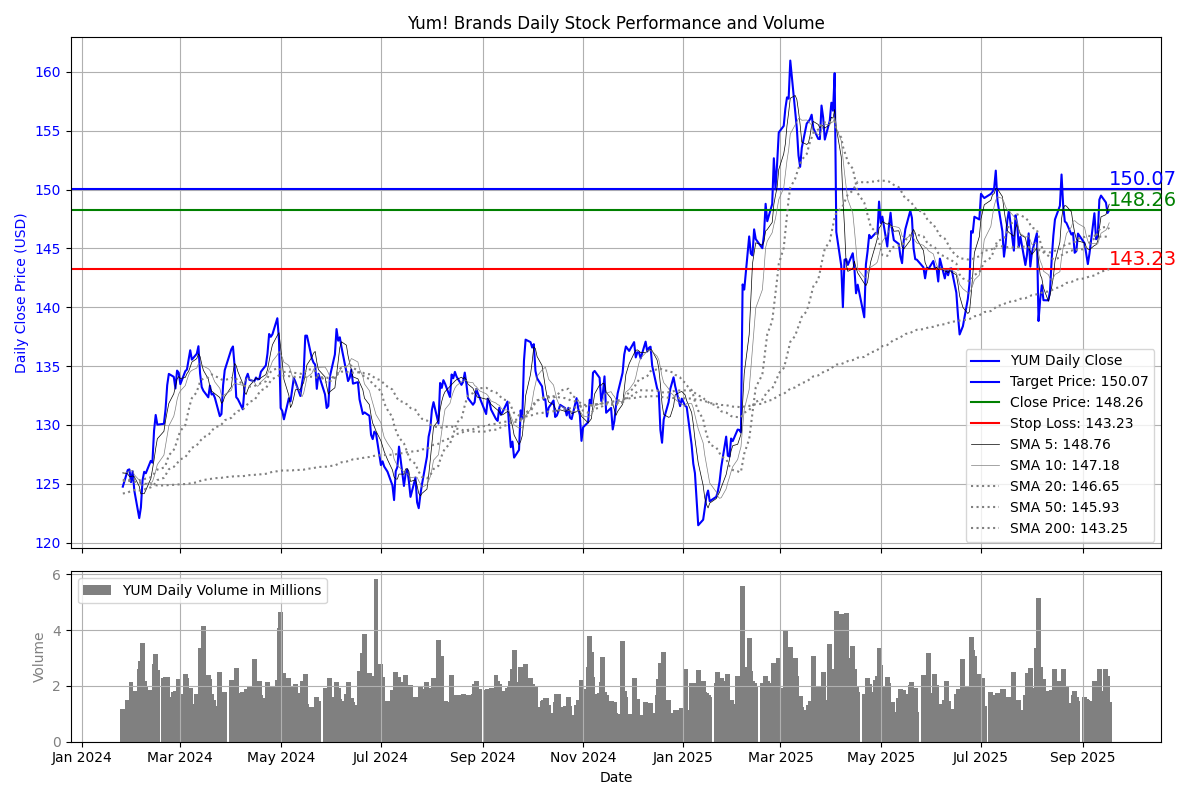 Yum! Brands Daily Stock Performance and Volume
Daily Close Price (USD)
160
155
150
145
140
135
130
125
120
150.07
148.26
143.23
YUM Daily Close
Target Price: 150.07
Close Price: 148.26
Stop Loss: 143.23
SMA 5: 148.76
SMA 10: 147.18
SMA 20: 146.65
SMA 50: 145.93
SMA 200: 143.25
Volume
6
4
2
0
YUM Daily Volume in Millions
Jan 2024 Mar 2024 May 2024 Jul 2024 Sep 2024 Nov 2024 Jan 2025 Mar 2025 May 2025 Jul 2025 Sep 2025
Date